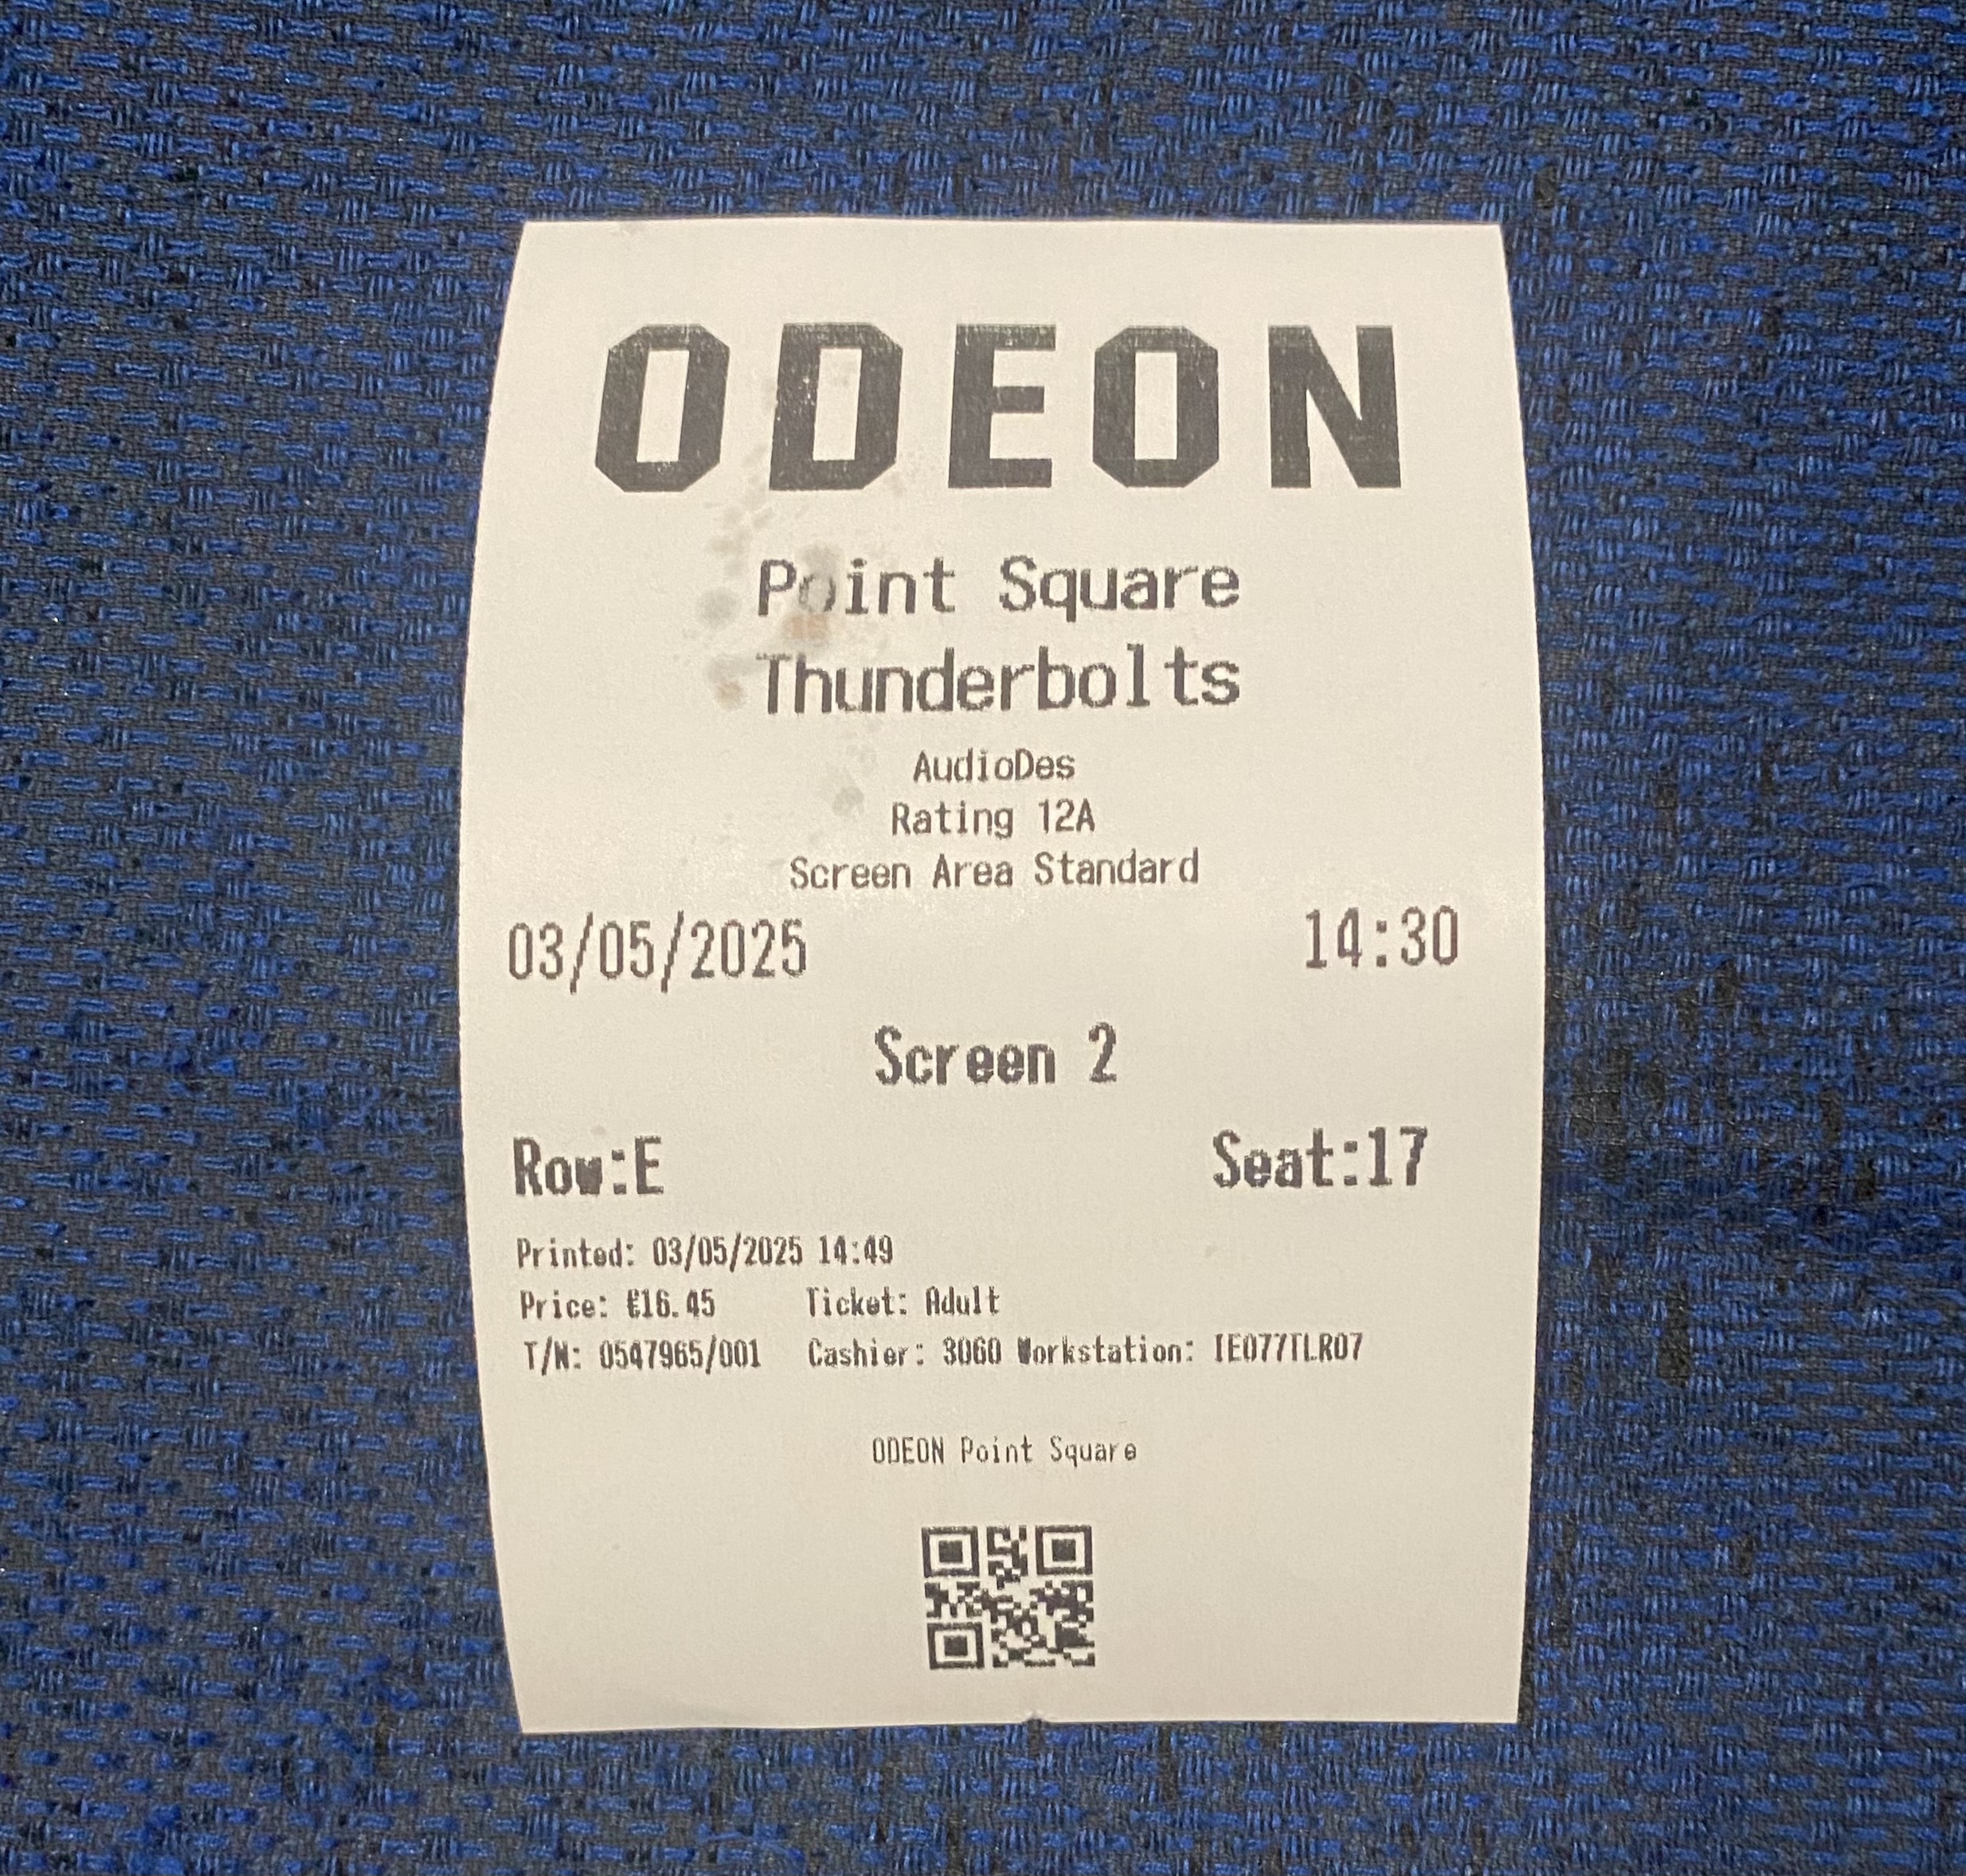 ODEON
Point Square
Thunderbolts
AudioDes
Rating 12A
Screen Area Standard
03/05/2025 14:30
Screen 2
Row:E Seat:17
Printed: 03/05/2025 14:49
Price: €16.45 Ticket: Adult
T/N: 0547965/001 Cashier: 3060 Workstation: IE077TLR07
ODEON Point Square